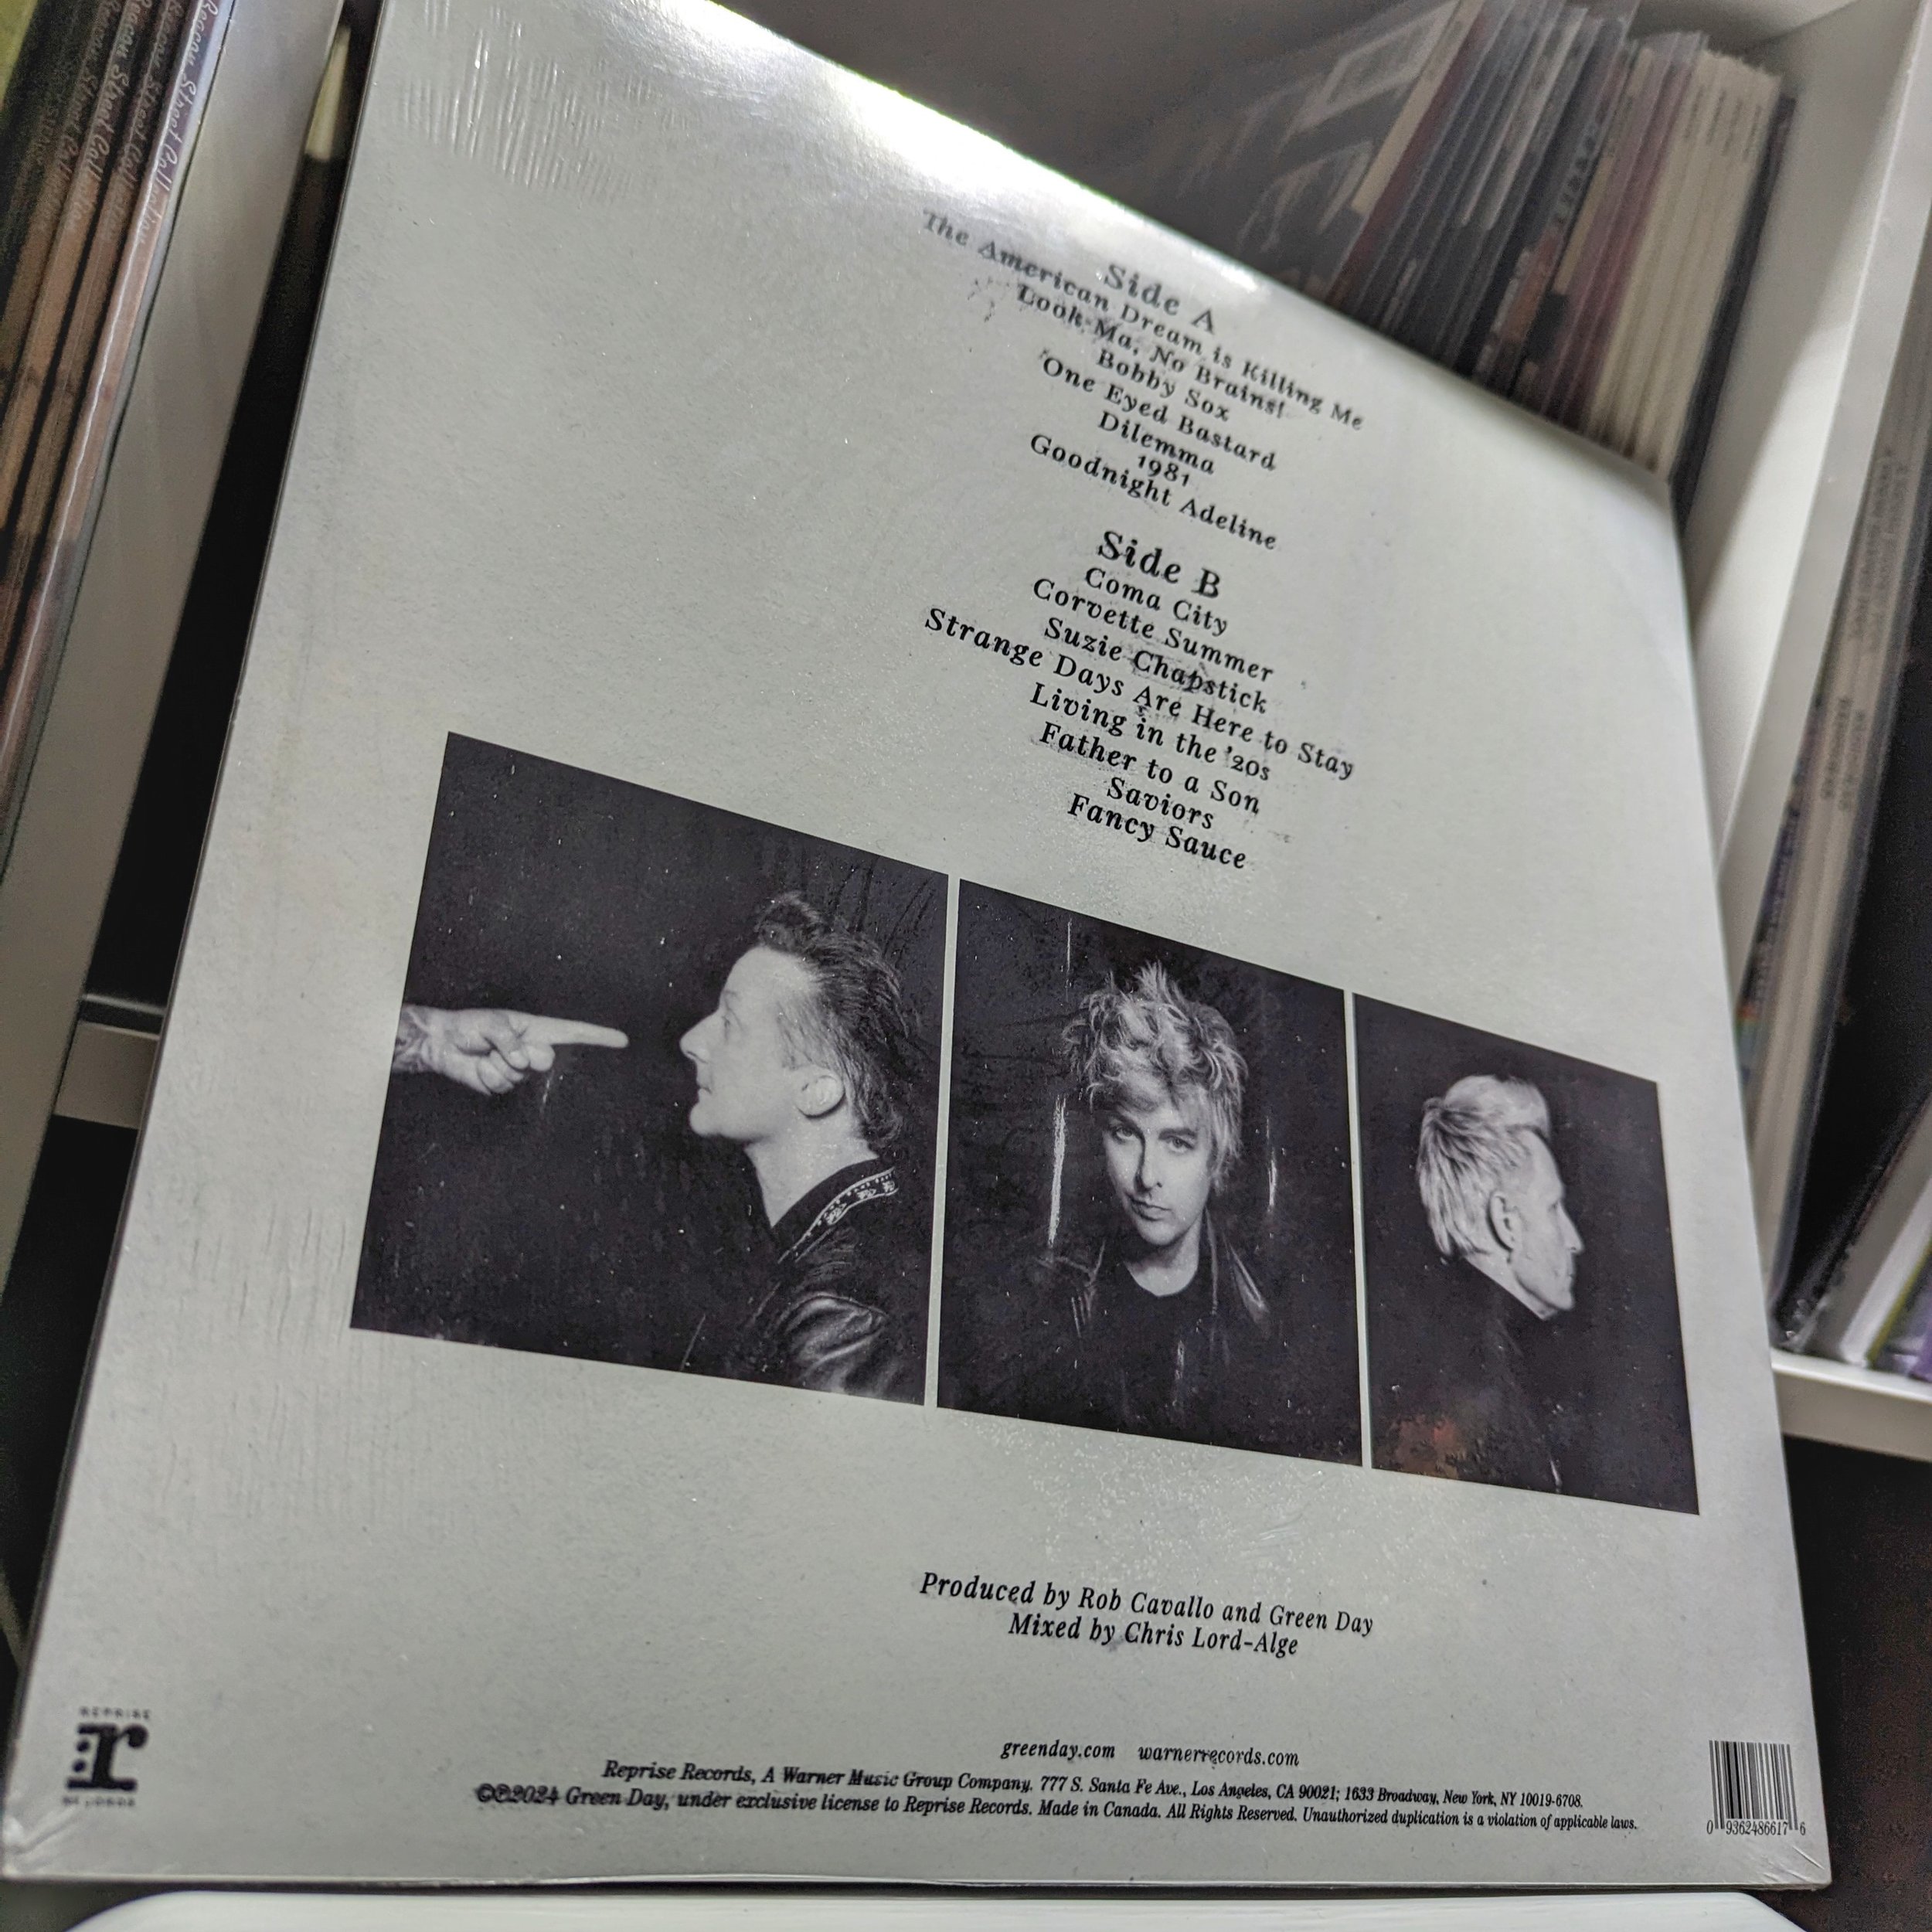 Side A
The American Dream is Killing Me
Look Ma, No Brains!
Bobby Sox
One Eyed Bastard
Dilemma
1981
Goodnight Adeline
Side B
Coma City
Corvette Summer
Suzie Chapstick
Strange Days Are Here to Stay
Living in the '20s
Father to a Son
Saviors
Fancy Sauce
Produced by Rob Cavallo and Green Day
Mixed by Chris Lord-Alge
greenday.com warnerrecords.com
Reprise Records, A Warner Music Group Company. 777 S. Santa Fe Ave., Los Angeles, CA 90021; 1633 Broadway, New York, NY 10019-6708.
©℗2024 Green Day, under exclusive license to Reprise Records. Made in Canada. All Rights Reserved. Unauthorized duplication is a violation of applicable laws.
REPRISE
r
RECORDS
0 9362486617 6